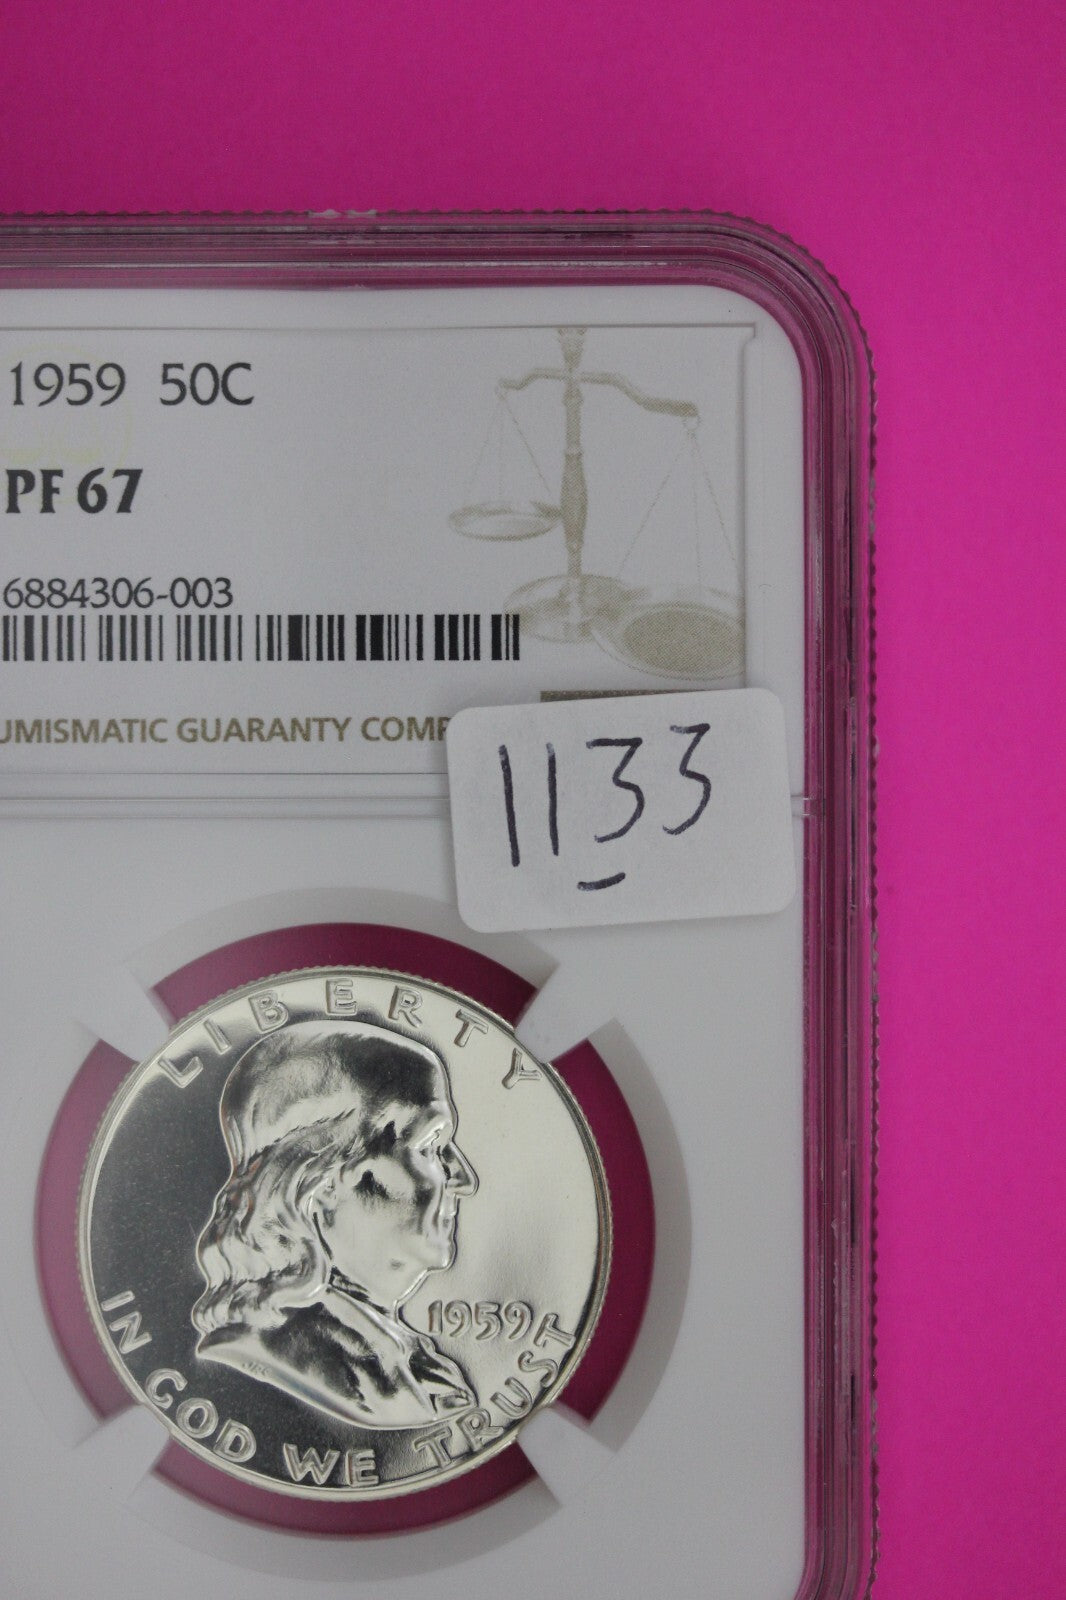 1959 50C
PF 67
6884306-003
UMISMATIC GUARANTY COMP
1133
LIBERTY
1959
IN GOD WE TRUST